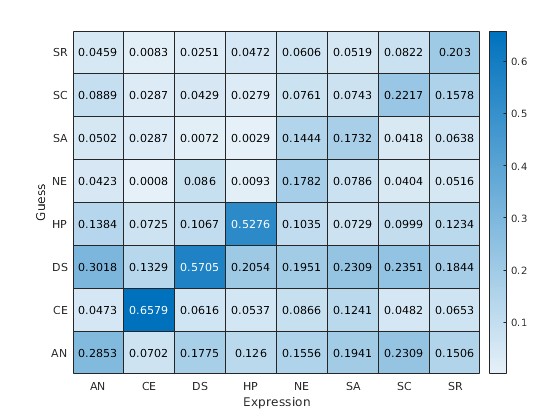 SR 0.0459 0.0083 0.0251 0.0472 0.0606 0.0519 0.0822 0.203
SC 0.0889 0.0287 0.0429 0.0279 0.0761 0.0743 0.2217 0.1578
SA 0.0502 0.0287 0.0072 0.0029 0.1444 0.1732 0.0418 0.0638
NE 0.0423 0.0008 0.086 0.0093 0.1782 0.0786 0.0404 0.0516
HP 0.1384 0.0725 0.1067 0.5276 0.1035 0.0729 0.0999 0.1234
DS 0.3018 0.1329 0.5705 0.2054 0.1951 0.2309 0.2351 0.1844
CE 0.0473 0.6579 0.0616 0.0537 0.0866 0.1241 0.0482 0.0653
AN 0.2853 0.0702 0.1775 0.126 0.1556 0.1941 0.2309 0.1506
AN CE DS HP NE SA SC SR
Expression
Guess
0.6
0.5
0.4
0.3
0.2
0.1